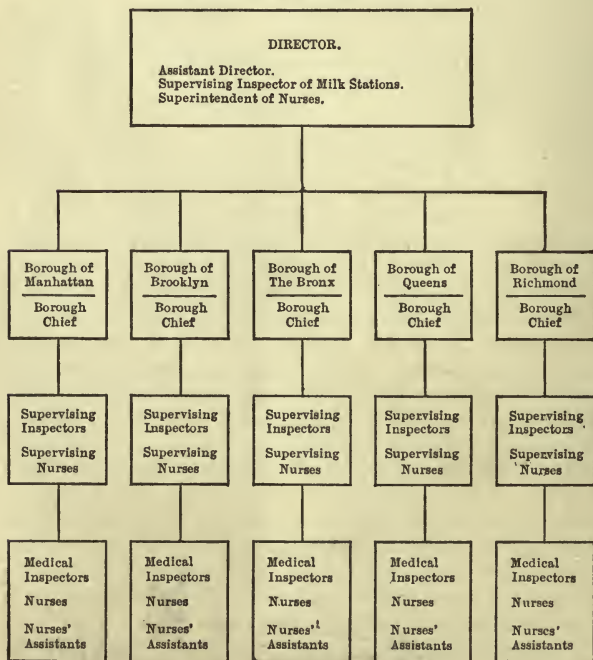 DIRECTOR.
Assistant Director.
Supervising Inspector of Milk Stations.
Superintendent of Nurses.
Borough of
Manhattan
Borough
Chief
Borough of
Brooklyn
Borough
Chief
Borough of
The Bronx
Borough
Chief
Borough of
Queens
Borough
Chief
Borough of
Richmond
Borough
Chief
Supervising
Inspectors
Supervising
Nurses
Supervising
Inspectors
Supervising
Nurses
Supervising
Inspectors
Supervising
Nurses
Supervising
Inspectors
Supervising
Nurses
Supervising
Inspectors
Supervising
Nurses
Medical
Inspectors
Nurses
Nurses'
Assistants
Medical
Inspectors
Nurses
Nurses'
Assistants
Medical
Inspectors
Nurses
Nurses'
Assistants
Medical
Inspectors
Nurses
Nurses'
Assistants
Medical
Inspectors
Nurses
Nurses'
Assistants